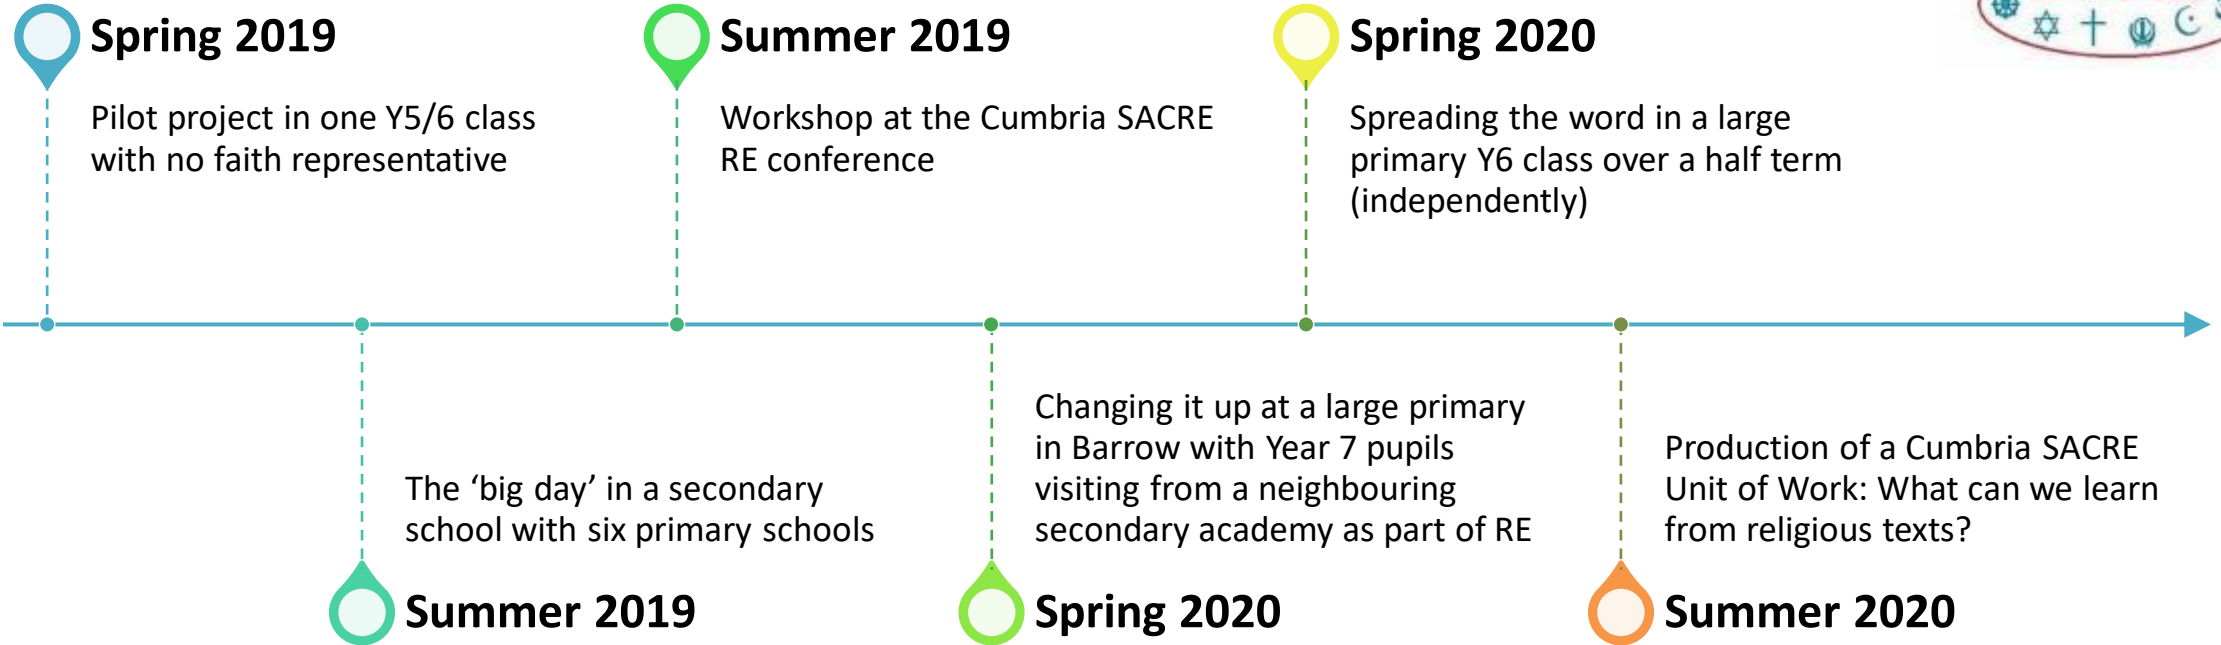 Spring 2019
Pilot project in one Y5/6 class
with no faith representative
The ‘big day’ in a secondary
school with six primary schools
Summer 2019
Summer 2019
Workshop at the Cumbria SACRE
RE conference
Changing it up at a large primary
in Barrow with Year 7 pupils
visiting from a neighbouring
secondary academy as part of RE
Spring 2020
Spring 2020
Spreading the word in a large
primary Y6 class over a half term
(independently)
Production of a Cumbria SACRE
Unit of Work: What can we learn
from religious texts?
Summer 2020